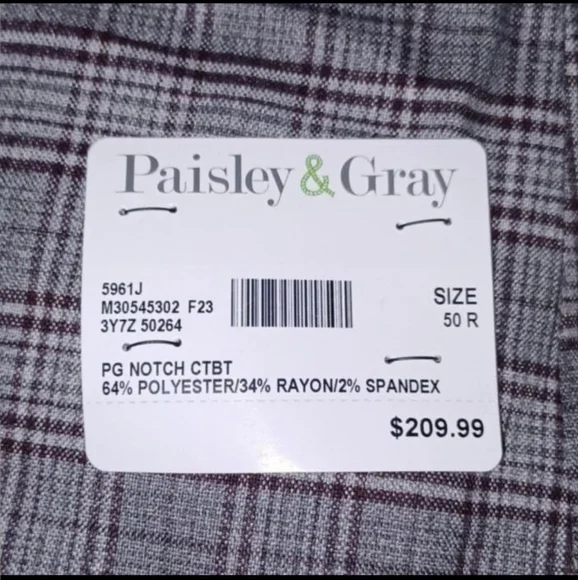 Paisley & Gray
5961J
M30545302 F23
3Y7Z 50264
SIZE
50 R
PG NOTCH CTBT
64% POLYESTER/34% RAYON/2% SPANDEX
$209.99